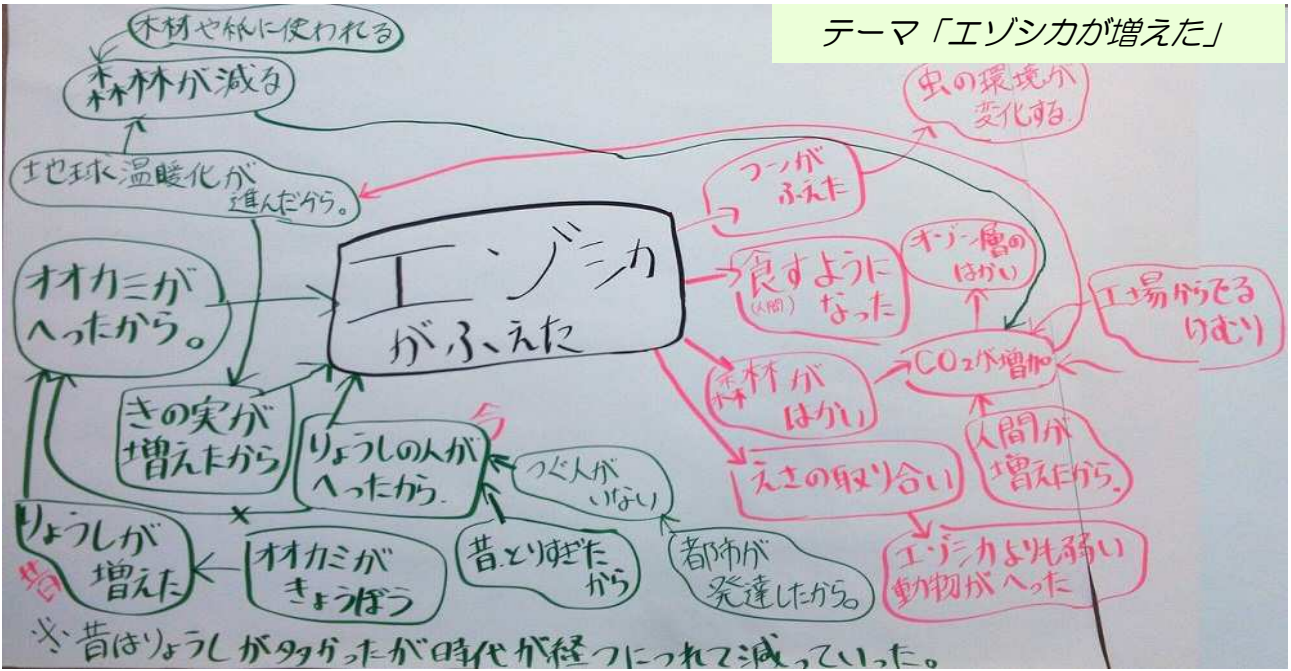 テーマ「エゾシカが増えた」
木材や紙に使われる
森林が減る
地球温暖化が
進んだから。
オオカミが
へったから。
エゾシカ
がふえた
フンが
ふえた
虫の環境が
変化する
食すように
(人間)
なった
オゾン層の
はかい
工場からでる
けむり
森林が
はかい
CO2が増加
人間が
増えたから。
えさの取り合い
エゾシカよりも弱い
動物がへった
きの実が
増えたから
今
りょうしの人が
へったから.
つぐ人が
いない
昔.とりすぎた
から
都市が
発達したから。
りょうしが
増えた
昔
オオカミが
きょうぼう
※昔はりょうしが多かったが時代が経つにつれて減っていった。